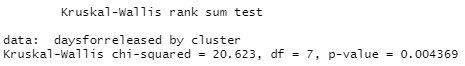 Kruskal-Wallis rank sum test
data:  daysforreleased by cluster
Kruskal-Wallis chi-squared = 20.623, df = 7, p-value = 0.004369